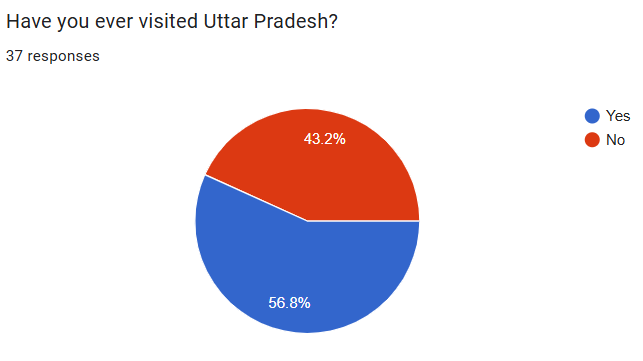 Have you ever visited Uttar Pradesh?
37 responses
43.2%
56.8%
Yes
No